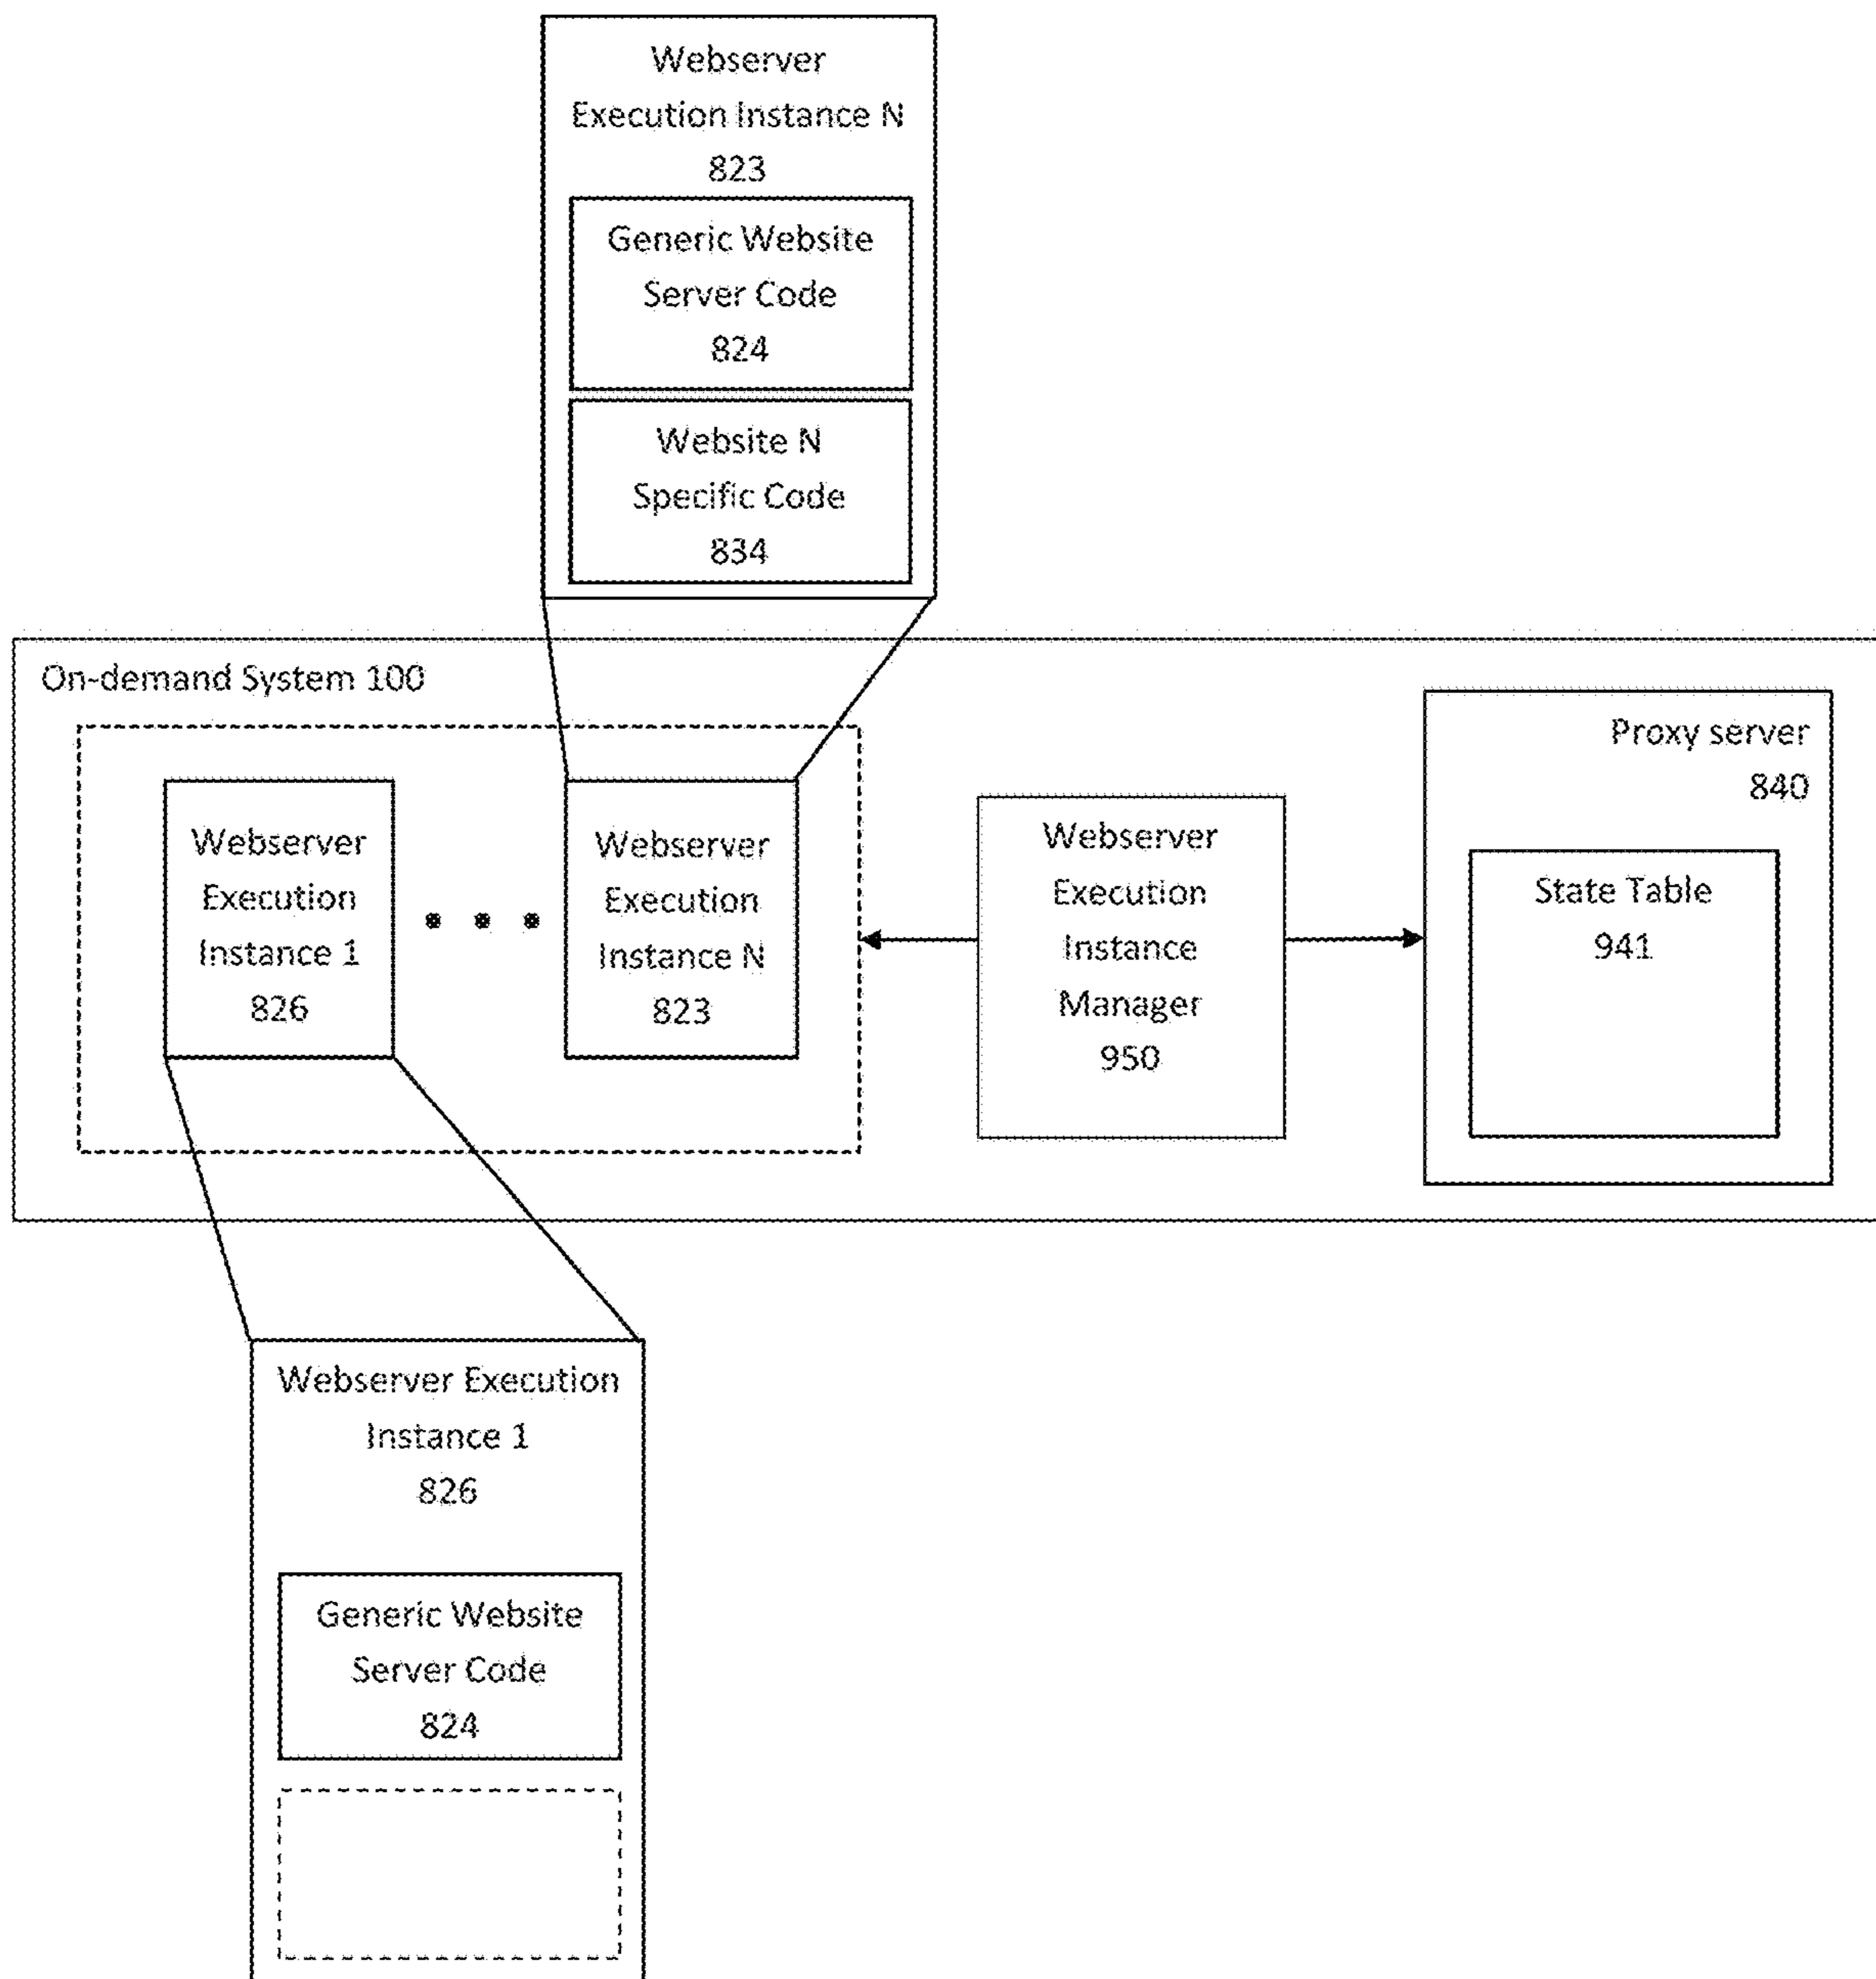 Webserver
Execution Instance N
823
Generic Website
Server Code
824
Website N
Specific Code
834
On-demand System 100
Webserver
Execution
Instance 1
826
Webserver
Execution
Instance N
823
Webserver
Execution
Instance
Manager
950
Proxy server
840
State Table
941
Webserver Execution
Instance 1
826
Generic Website
Server Code
824